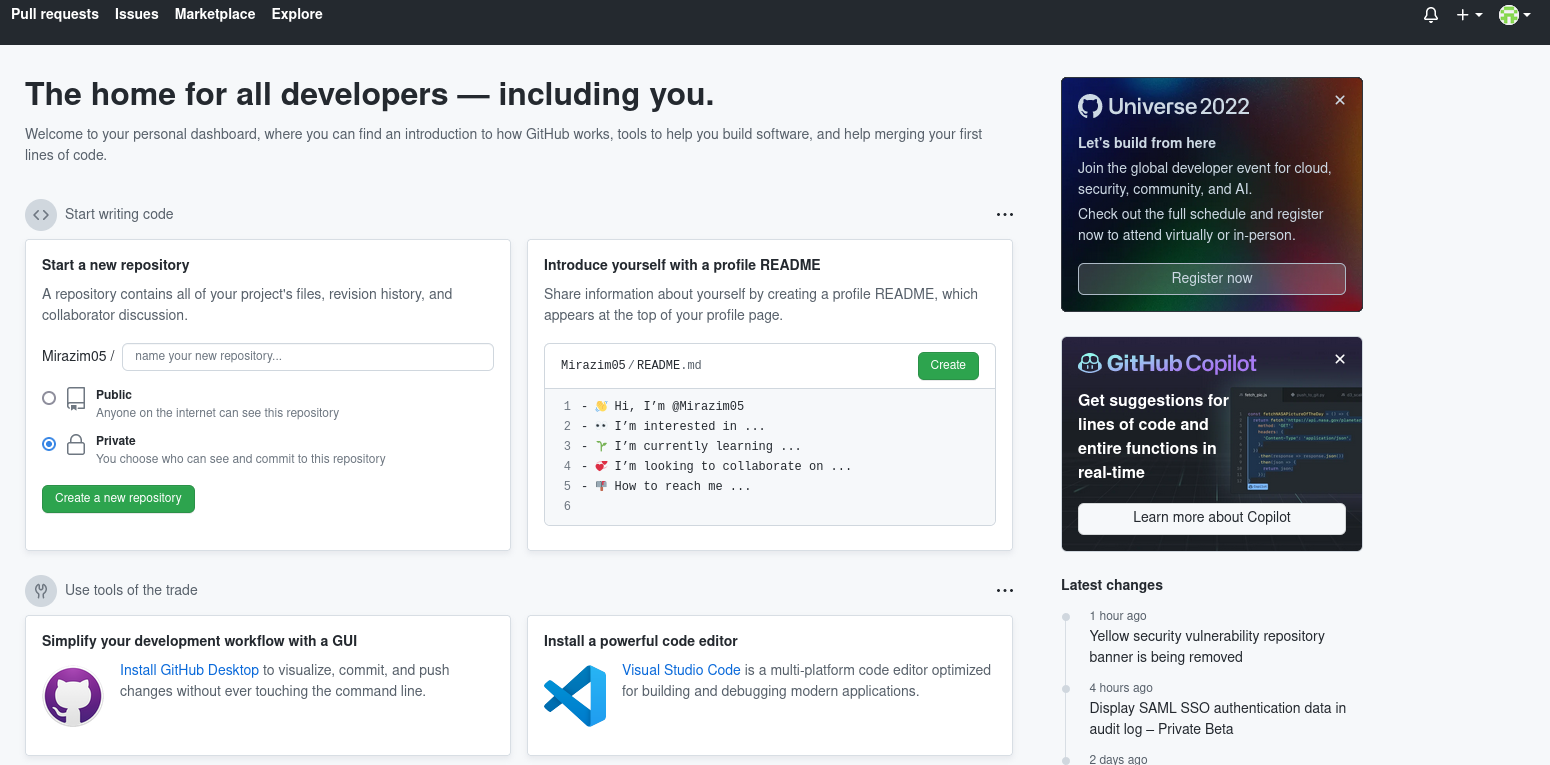 Pull requests Issues Marketplace Explore
The home for all developers — including you.
Welcome to your personal dashboard, where you can find an introduction to how GitHub works, tools to help you build software, and help merging your first
lines of code.
Start writing code
Start a new repository
A repository contains all of your project's files, revision history, and
collaborator discussion.
Mirazim05 / name your new repository...
Public
Anyone on the internet can see this repository
Private
You choose who can see and commit to this repository
Create a new repository
Introduce yourself with a profile README
Share information about yourself by creating a profile README, which
appears at the top of your profile page.
Mirazim05 / README.md Create
1 - 👋 Hi, I’m @Mirazim05
2 - 👀 I’m interested in ...
3 - 🌱 I’m currently learning ...
4 - 💞️ I’m looking to collaborate on ...
5 - 📫 How to reach me ...
6
Use tools of the trade
Simplify your development workflow with a GUI
Install GitHub Desktop to visualize, commit, and push
changes without ever touching the command line.
Install a powerful code editor
Visual Studio Code is a multi-platform code editor optimized
for building and debugging modern applications.
Universe 2022
Let's build from here
Join the global developer event for cloud,
security, community, and AI.
Check out the full schedule and register
now to attend virtually or in-person.
Register now
GitHub Copilot
Get suggestions for
lines of code and
entire functions in
real-time
Learn more about Copilot
Latest changes
1 hour ago
Yellow security vulnerability repository
banner is being removed
4 hours ago
Display SAML SSO authentication data in
audit log – Private Beta
2 days ago